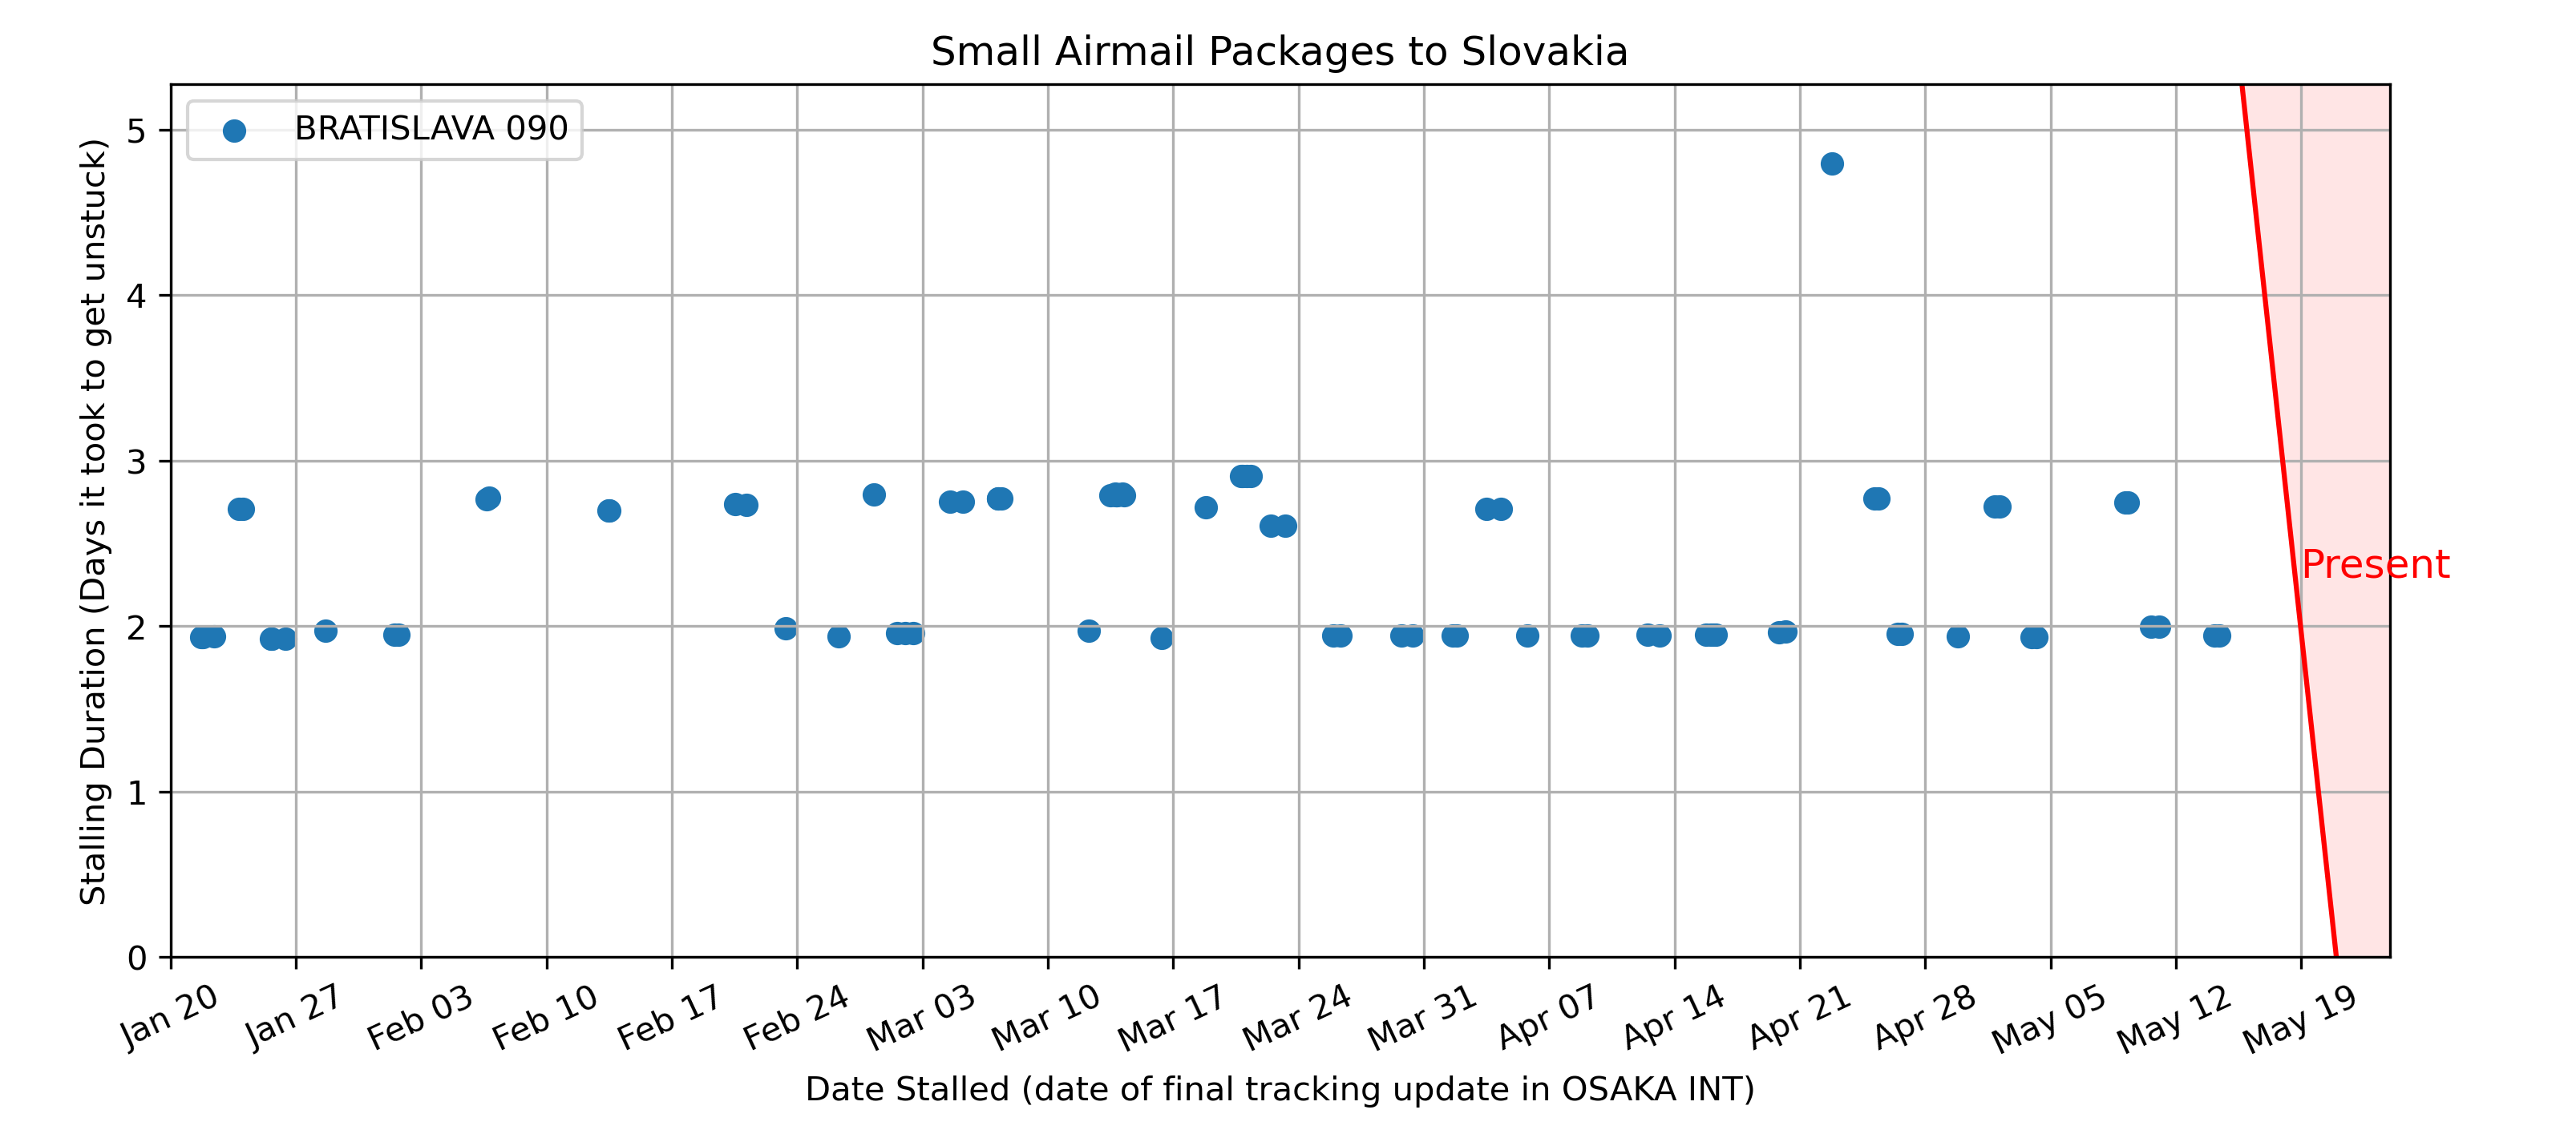 Small Airmail Packages to Slovakia
BRATISLAVA 090
Stalling Duration (Days it took to get unstuck)
5
4
3
2
1
0
Present
Jan 20
Jan 27
Feb 03
Feb 10
Feb 17
Feb 24
Mar 03
Mar 10
Mar 17
Mar 24
Mar 31
Apr 07
Apr 14
Apr 21
Apr 28
May 05
May 12
May 19
Date Stalled (date of final tracking update in OSAKA INT)